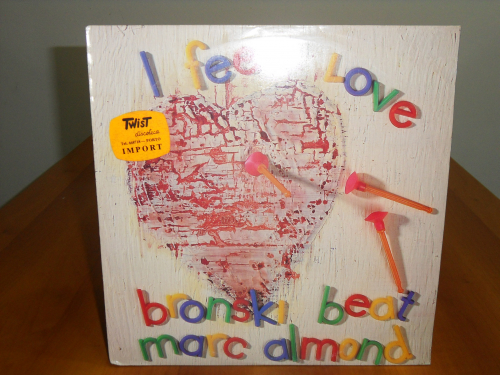 I feel Love
TWIST
discoteca
IMPORT
bronski beat
marc almond